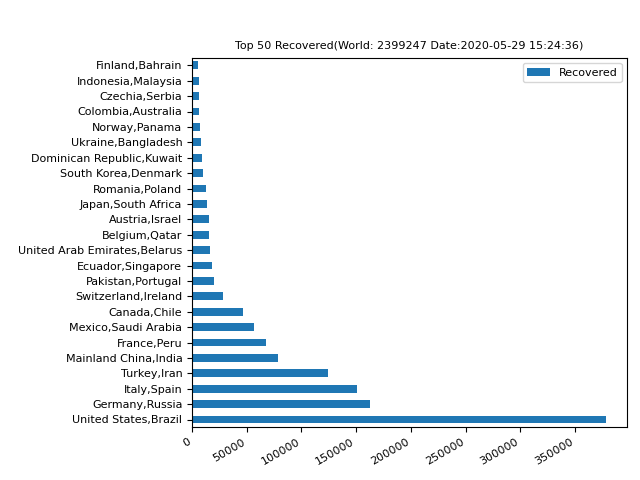 Top 50 Recovered(World: 2399247 Date:2020-05-29 15:24:36)
Recovered
Finland,Bahrain
Indonesia,Malaysia
Czechia,Serbia
Colombia,Australia
Norway,Panama
Ukraine,Bangladesh
Dominican Republic,Kuwait
South Korea,Denmark
Romania,Poland
Japan,South Africa
Austria,Israel
Belgium,Qatar
United Arab Emirates,Belarus
Ecuador,Singapore
Pakistan,Portugal
Switzerland,Ireland
Canada,Chile
Mexico,Saudi Arabia
France,Peru
Mainland China,India
Turkey,Iran
Italy,Spain
Germany,Russia
United States,Brazil
0 50000 100000 150000 200000 250000 300000 350000